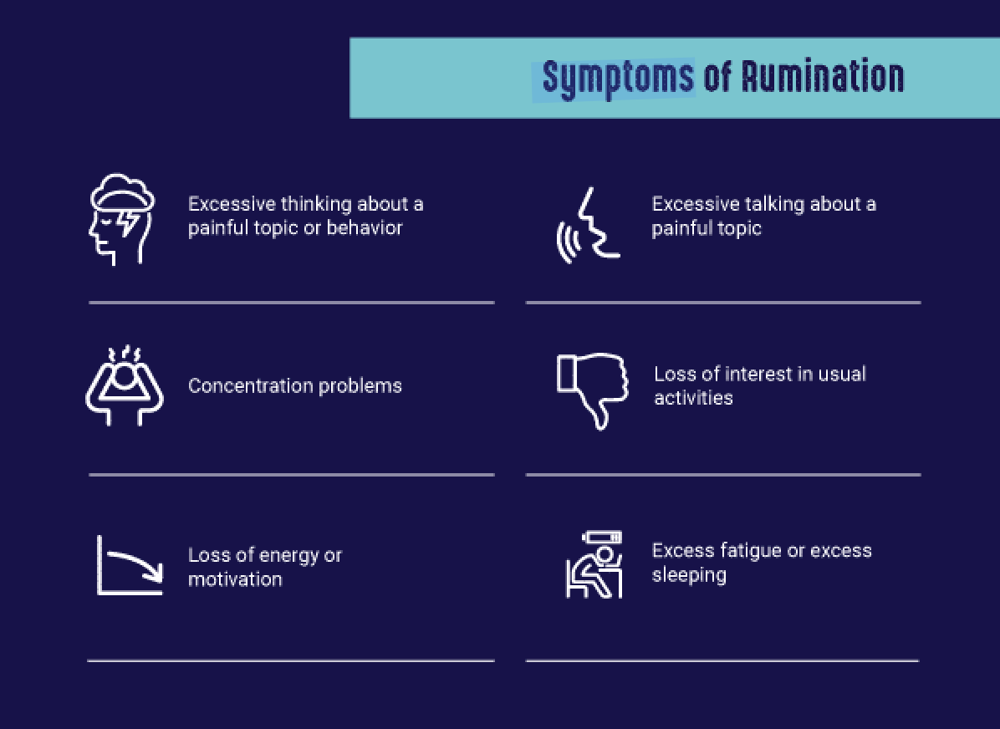 Symptoms of Rumination
Excessive thinking about a
painful topic or behavior
Excessive talking about a
painful topic
Concentration problems
Loss of interest in usual
activities
Loss of energy or
motivation
Excess fatigue or excess
sleeping